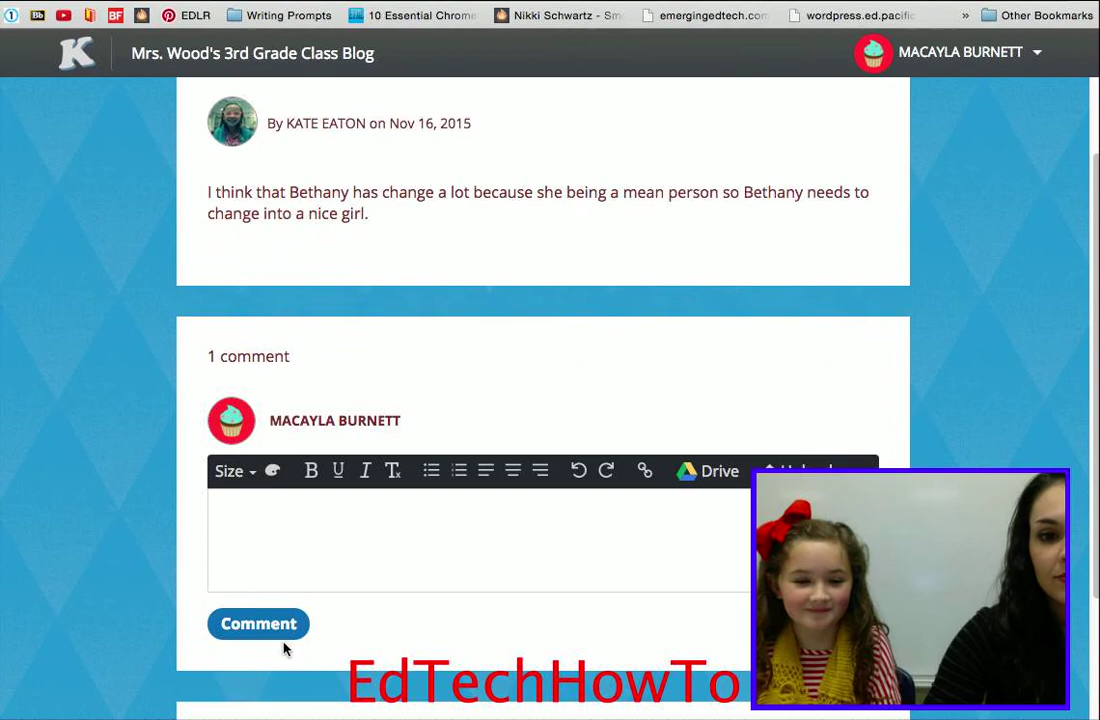 EDLR Writing Prompts 10 Essential Chrome Nikki Schwartz - Sm emergingedtech.com wordpress.ed.pacific » Other Bookmarks
K Mrs. Wood's 3rd Grade Class Blog MACAYLA BURNETT
By KATE EATON on Nov 16, 2015
I think that Bethany has change a lot because she being a mean person so Bethany needs to
change into a nice girl.
1 comment
MACAYLA BURNETT
Size B U I Tx Drive
Comment
EdTechHowTo